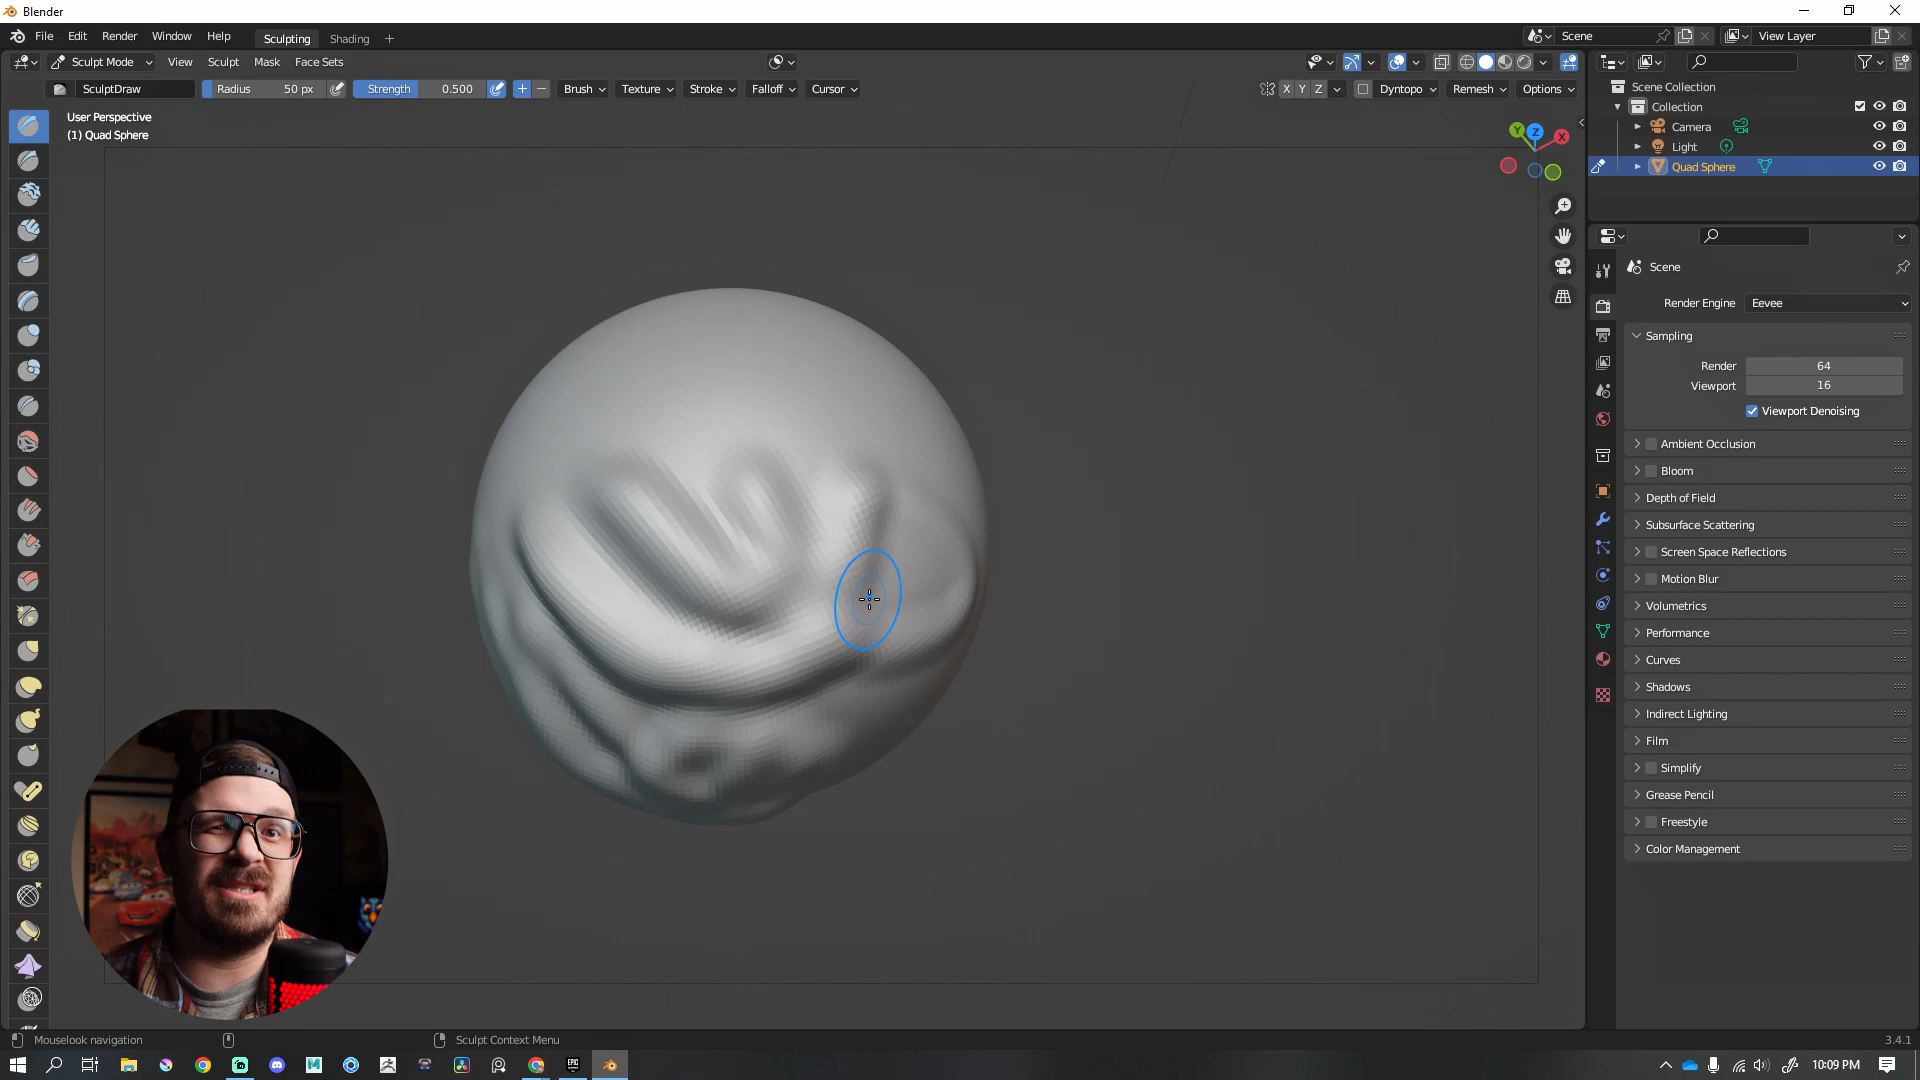 Blender
File Edit Render Window Help Sculpting Shading + Scene View Layer
Sculpt Mode View Sculpt Mask Face Sets
SculptDraw Radius 50 px Strength 0.500 Brush Texture Stroke Falloff Cursor X Y Z Dyntopo Remesh Options
User Perspective
(1) Quad Sphere
Y Z X
Scene Collection
Collection
Camera
Light
Quad Sphere
Scene
Render Engine Eevee
Sampling
Render 64
Viewport 16
Viewport Denoising
Ambient Occlusion
Bloom
Depth of Field
Subsurface Scattering
Screen Space Reflections
Motion Blur
Volumetrics
Performance
Curves
Shadows
Indirect Lighting
Film
Simplify
Grease Pencil
Freestyle
Color Management
Mouselook navigation Sculpt Context Menu 3.4.1
M EPIC 10:09 PM